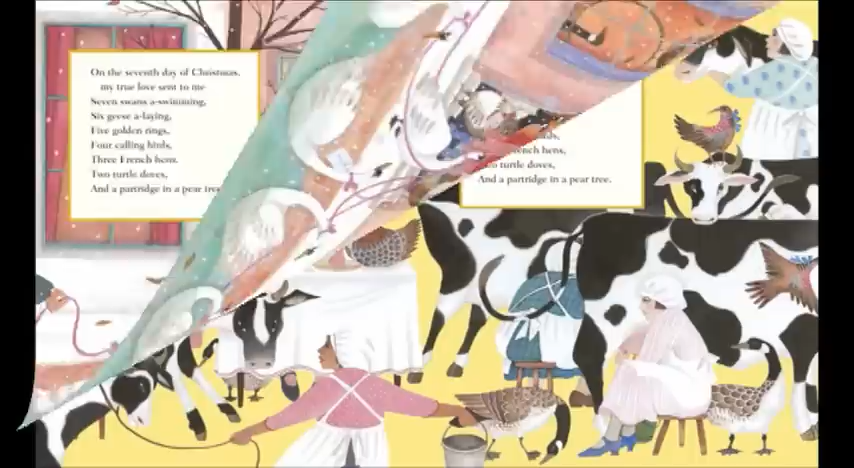 On the seventh day of Christmas,
my true love sent to me
Seven swans a-swimming,
Six geese a-laying,
Five golden rings,
Four calling birds,
Three French hens,
Two turtle doves,
And a partridge in a pear tree
hens,
turtle doves,
And a partridge in a pear tree.